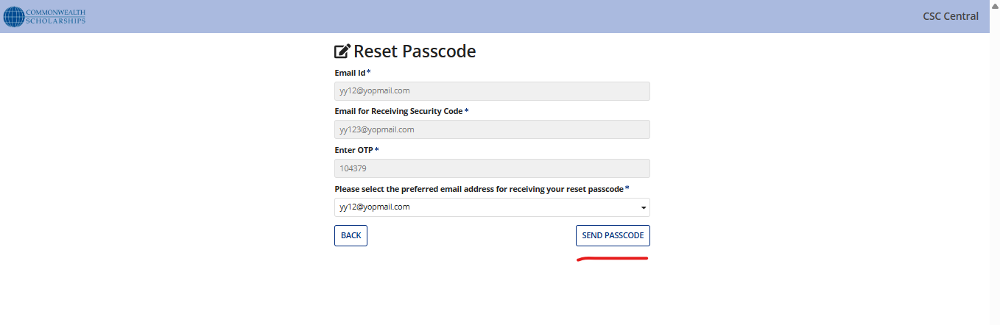 COMMONWEALTH
SCHOLARSHIPS
CSC Central
Reset Passcode
Email Id*
yy12@yopmail.com
Email for Receiving Security Code *
yy123@yopmail.com
Enter OTP *
104379
Please select the preferred email address for receiving your reset passcode*
yy12@yopmail.com
BACK
SEND PASSCODE